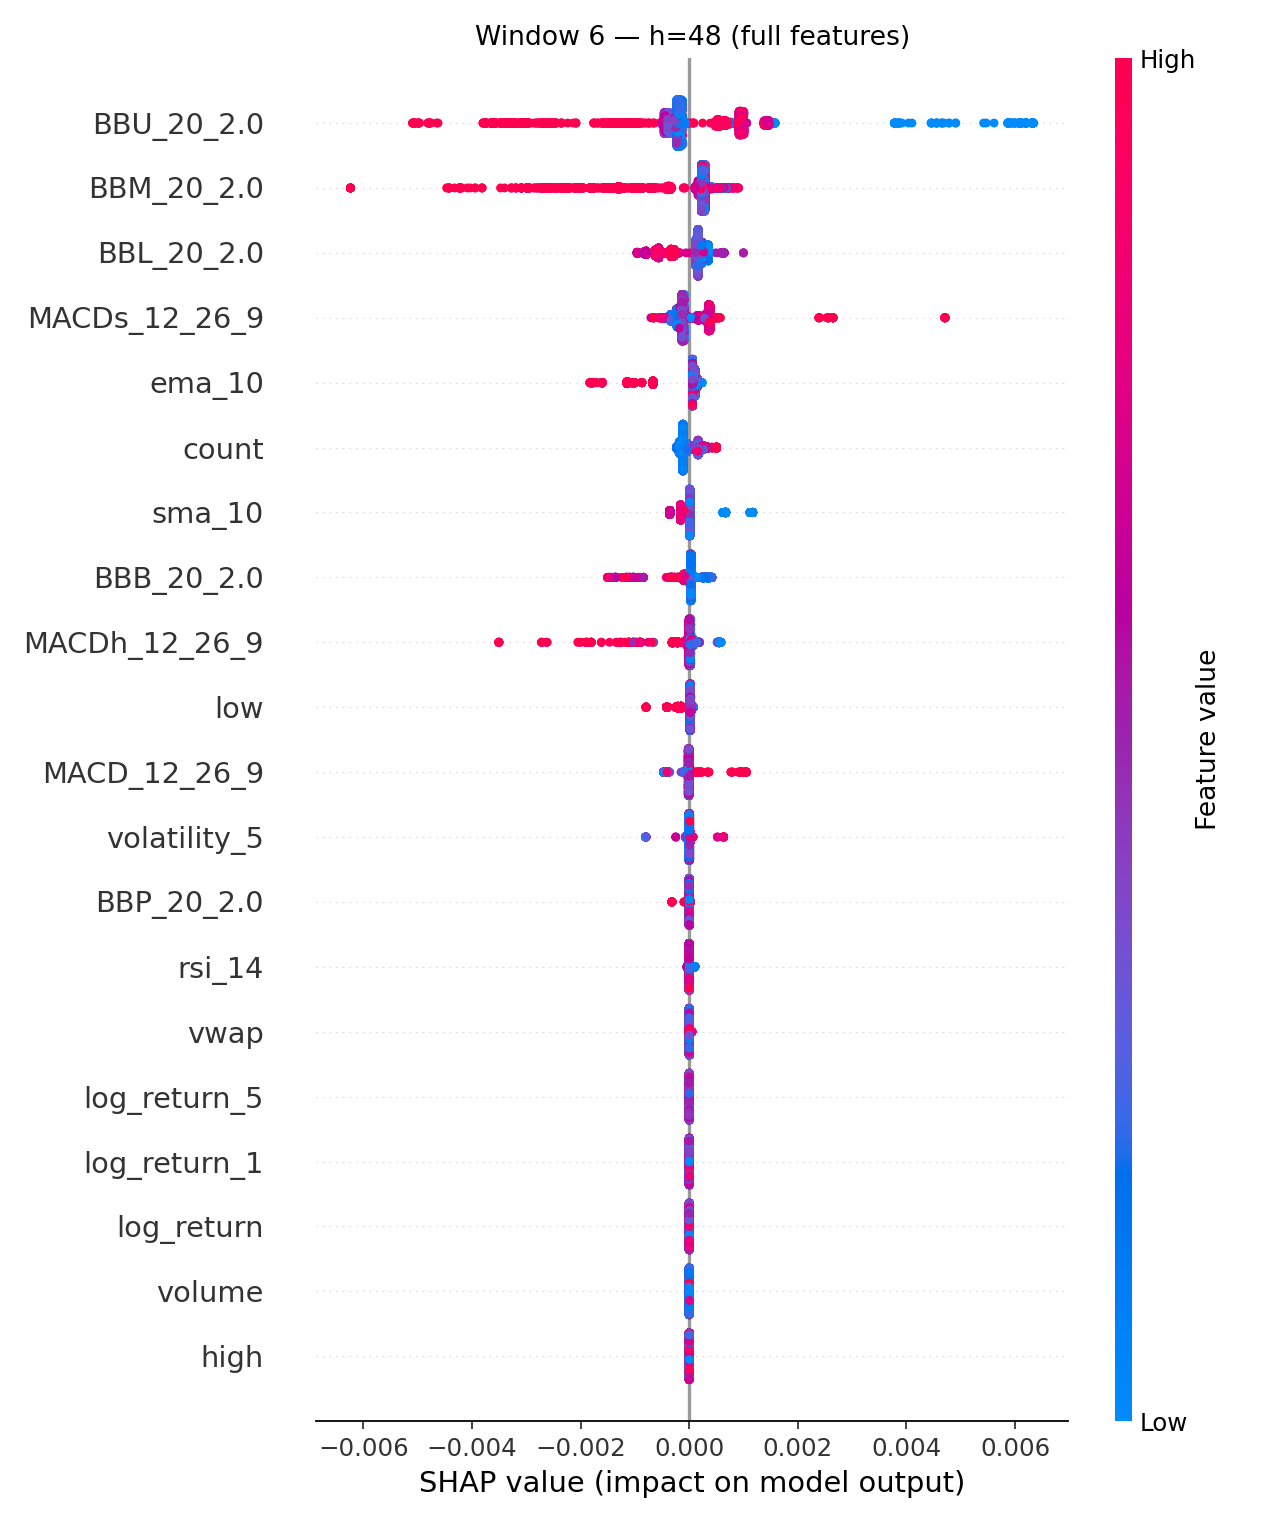 Window 6 — h=48 (full features)
High
BBU_20_2.0
BBM_20_2.0
BBL_20_2.0
MACDs_12_26_9
ema_10
count
sma_10
BBB_20_2.0
MACDh_12_26_9
low
MACD_12_26_9
volatility_5
BBP_20_2.0
rsi_14
vwap
log_return_5
log_return_1
log_return
volume
high
Feature value
Low
−0.006 −0.004 −0.002 0.000 0.002 0.004 0.006
SHAP value (impact on model output)